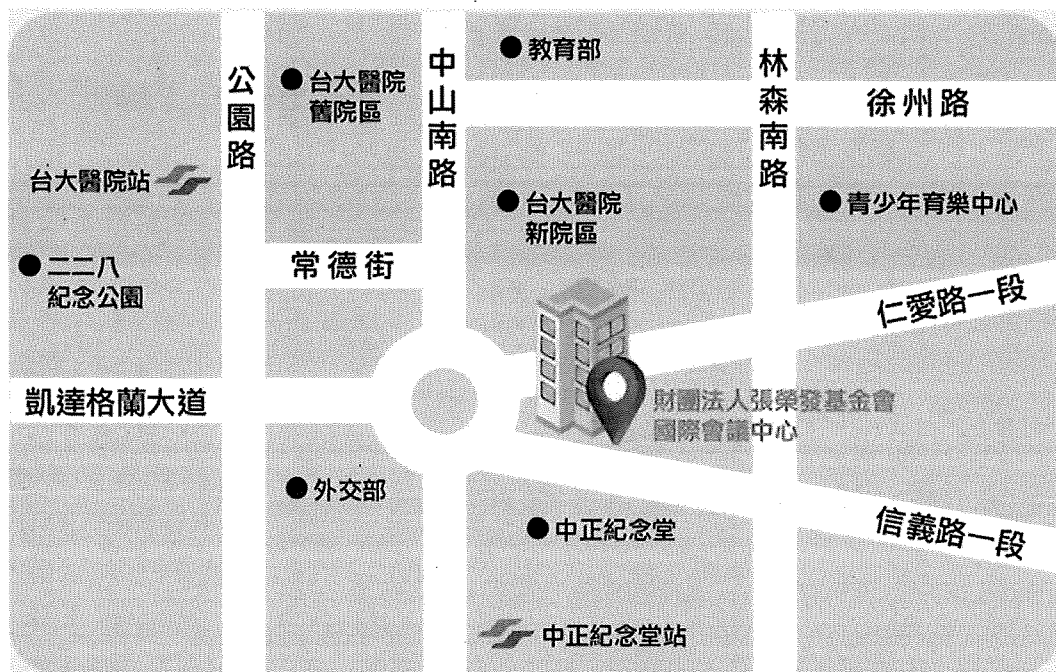 教育部
公園路
台大醫院
舊院區
中山南路
林森南路
徐州路
台大醫院站
台大醫院
新院區
青少年育樂中心
二二八
紀念公園
常德街
仁愛路一段
凱達格蘭大道
財團法人張榮發基金會
國際會議中心
外交部
中正紀念堂
信義路一段
中正紀念堂站